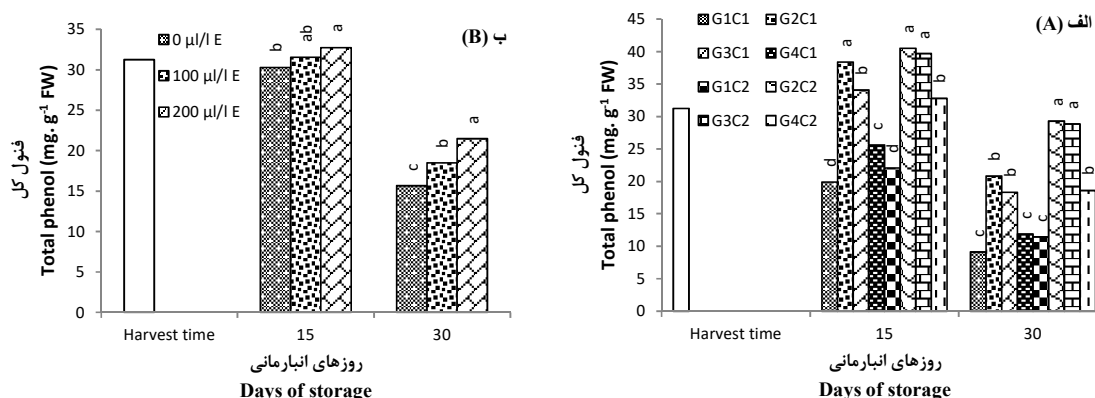 ب (B)
35
30
25
20
15
10
5
0
فنول کل
Total phenol (mg. g-1 FW)
0 µl/l E
100 µl/l E
200 µl/l E
b
ab
a
c
b
a
Harvest time
15
30
روزهای انبارمانی
Days of storage
الف (A)
45
40
35
30
25
20
15
10
5
0
فنول کل
Total phenol (mg. g-1 FW)
G1C1 G2C1
G3C1 G4C1
G1C2 G2C2
G3C2 G4C2
d
a
b
c
d
a
a
b
c
b
b
c
c
a
a
b
Harvest time
15
30
روزهای انبارمانی
Days of storage